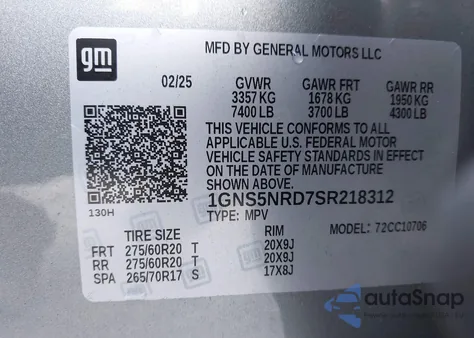 gm
MFD BY GENERAL MOTORS LLC
02/25 GVWR GAWR FRT GAWR RR
3357 KG 1678 KG 1950 KG
7400 LB 3700 LB 4300 LB
THIS VEHICLE CONFORMS TO ALL
APPLICABLE U.S. FEDERAL MOTOR
VEHICLE SAFETY STANDARDS IN EFFECT
ON THE DATE OF MANUFACTURE
SHOWN ABOVE.
1GNS5NRD7SR218312
130H TYPE: MPV MODEL: 72CC10706
TIRE SIZE RIM
FRT 275/60R20 T 20X9J
RR 275/60R20 T 20X9J
SPA 265/70R17 S 17X8J
autoSnap